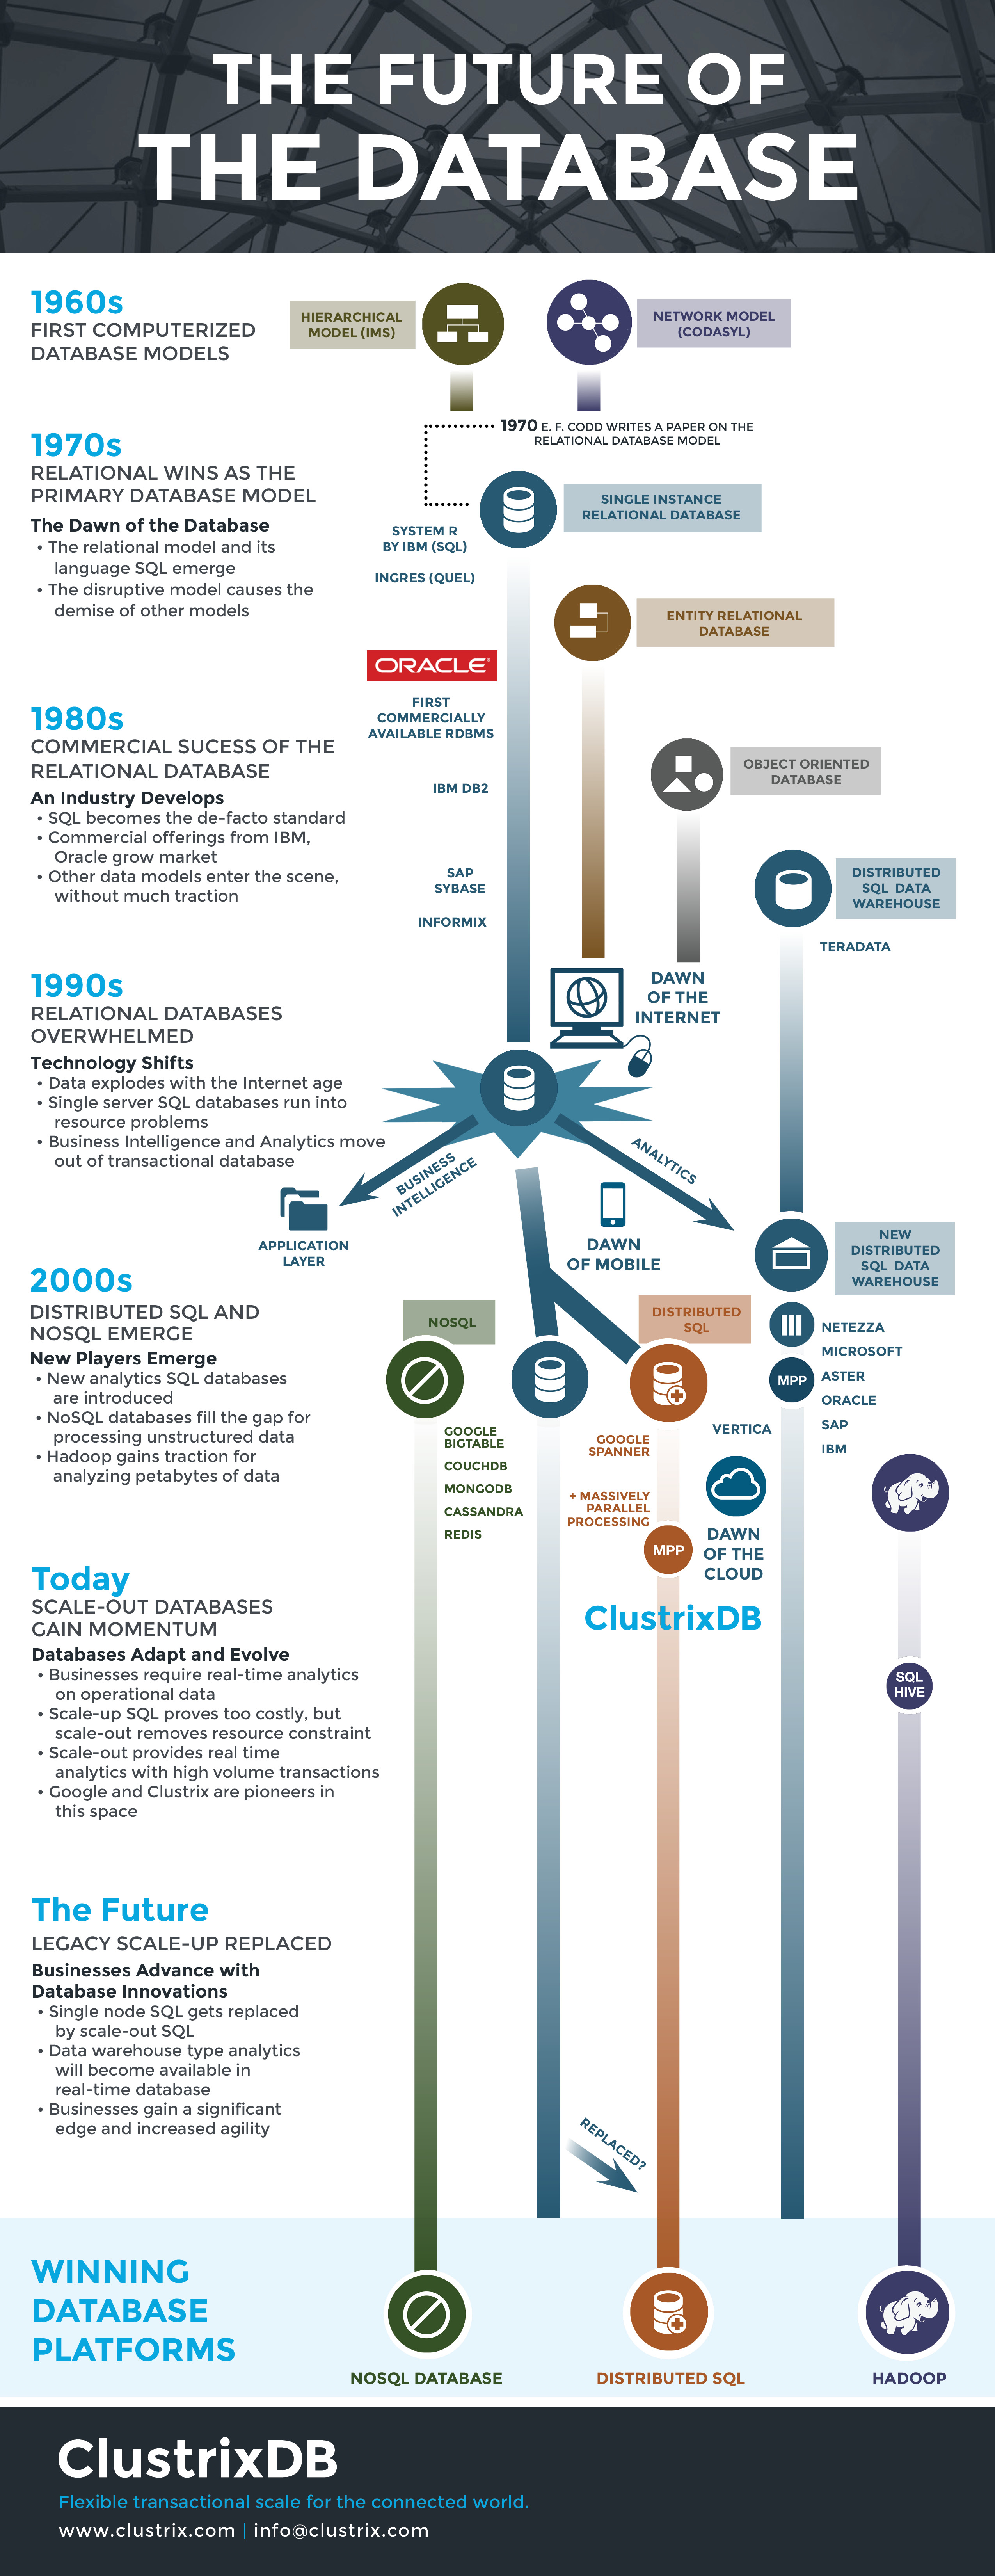 THE FUTURE OF
THE DATABASE
1960s
FIRST COMPUTERIZED
DATABASE MODELS
HIERARCHICAL
MODEL (IMS)
NETWORK MODEL
(CODASYL)
1970s
RELATIONAL WINS AS THE
PRIMARY DATABASE MODEL
The Dawn of the Database
• The relational model and its
language SQL emerge
• The disruptive model causes the
demise of other models
1970 E. F. CODD WRITES A PAPER ON THE
RELATIONAL DATABASE MODEL
SINGLE INSTANCE
RELATIONAL DATABASE
SYSTEM R
BY IBM (SQL)
INGRES (QUEL)
ENTITY RELATIONAL
DATABASE
ORACLE®
FIRST
COMMERCIALLY
AVAILABLE RDBMS
1980s
COMMERCIAL SUCESS OF THE
RELATIONAL DATABASE
An Industry Develops
• SQL becomes the de-facto standard
• Commercial offerings from IBM,
Oracle grow market
• Other data models enter the scene,
without much traction
IBM DB2
OBJECT ORIENTED
DATABASE
SAP
SYBASE
INFORMIX
DISTRIBUTED
SQL DATA
WAREHOUSE
TERADATA
1990s
RELATIONAL DATABASES
OVERWHELMED
Technology Shifts
• Data explodes with the Internet age
• Single server SQL databases run into
resource problems
• Business Intelligence and Analytics move
out of transactional database
DAWN
OF THE
INTERNET
BUSINESS
INTELLIGENCE
ANALYTICS
APPLICATION
LAYER
DAWN
OF MOBILE
NEW
DISTRIBUTED
SQL DATA
WAREHOUSE
2000s
DISTRIBUTED SQL AND
NOSQL EMERGE
New Players Emerge
• New analytics SQL databases
are introduced
• NoSQL databases fill the gap for
processing unstructured data
• Hadoop gains traction for
analyzing petabytes of data
NOSQL
DISTRIBUTED
SQL
GOOGLE
BIGTABLE
COUCHDB
MONGODB
CASSANDRA
REDIS
GOOGLE
SPANNER
+ MASSIVELY
PARALLEL
PROCESSING
MPP
VERTICA
MPP
NETEZZA
MICROSOFT
ASTER
ORACLE
SAP
IBM
DAWN
OF THE
CLOUD
ClustrixDB
Today
SCALE-OUT DATABASES
GAIN MOMENTUM
Databases Adapt and Evolve
• Businesses require real-time analytics
on operational data
• Scale-up SQL proves too costly, but
scale-out removes resource constraint
• Scale-out provides real time
analytics with high volume transactions
• Google and Clustrix are pioneers in
this space
SQL
HIVE
The Future
LEGACY SCALE-UP REPLACED
Businesses Advance with
Database Innovations
• Single node SQL gets replaced
by scale-out SQL
• Data warehouse type analytics
will become available in
real-time database
• Businesses gain a significant
edge and increased agility
REPLACED?
WINNING
DATABASE
PLATFORMS
NOSQL DATABASE
DISTRIBUTED SQL
HADOOP
ClustrixDB
Flexible transactional scale for the connected world.
www.clustrix.com | info@clustrix.com